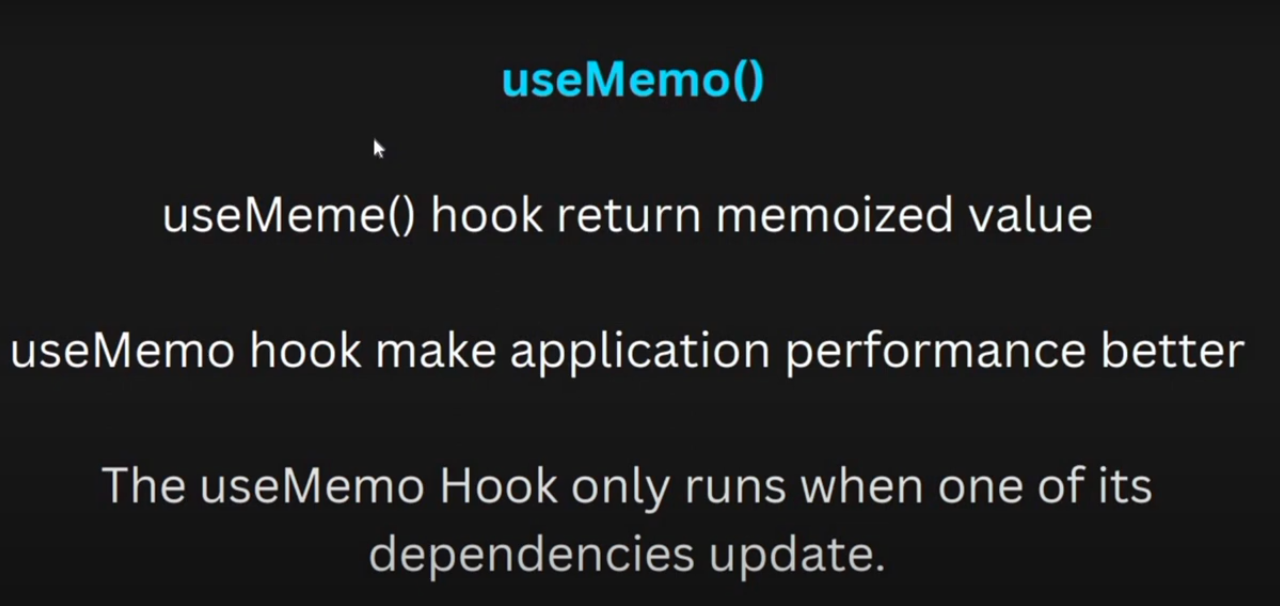 useMemo()
useMeme() hook return memoized value
useMemo hook make application performance better
The useMemo Hook only runs when one of its
dependencies update.